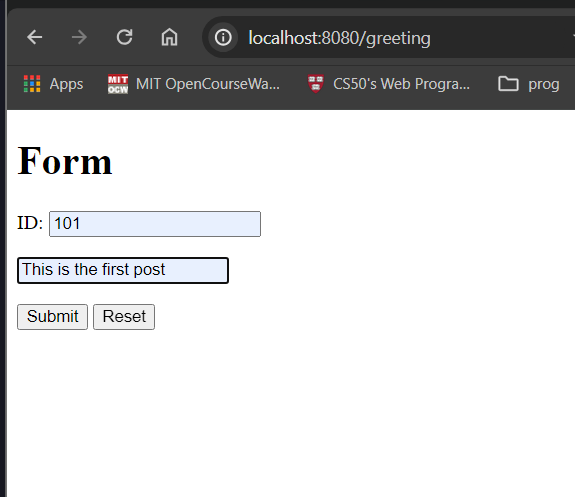 localhost:8080/greeting
Apps MIT OCW MIT OpenCourseWa... CS50's Web Progra... prog
Form
ID: 101
This is the first post
Submit Reset